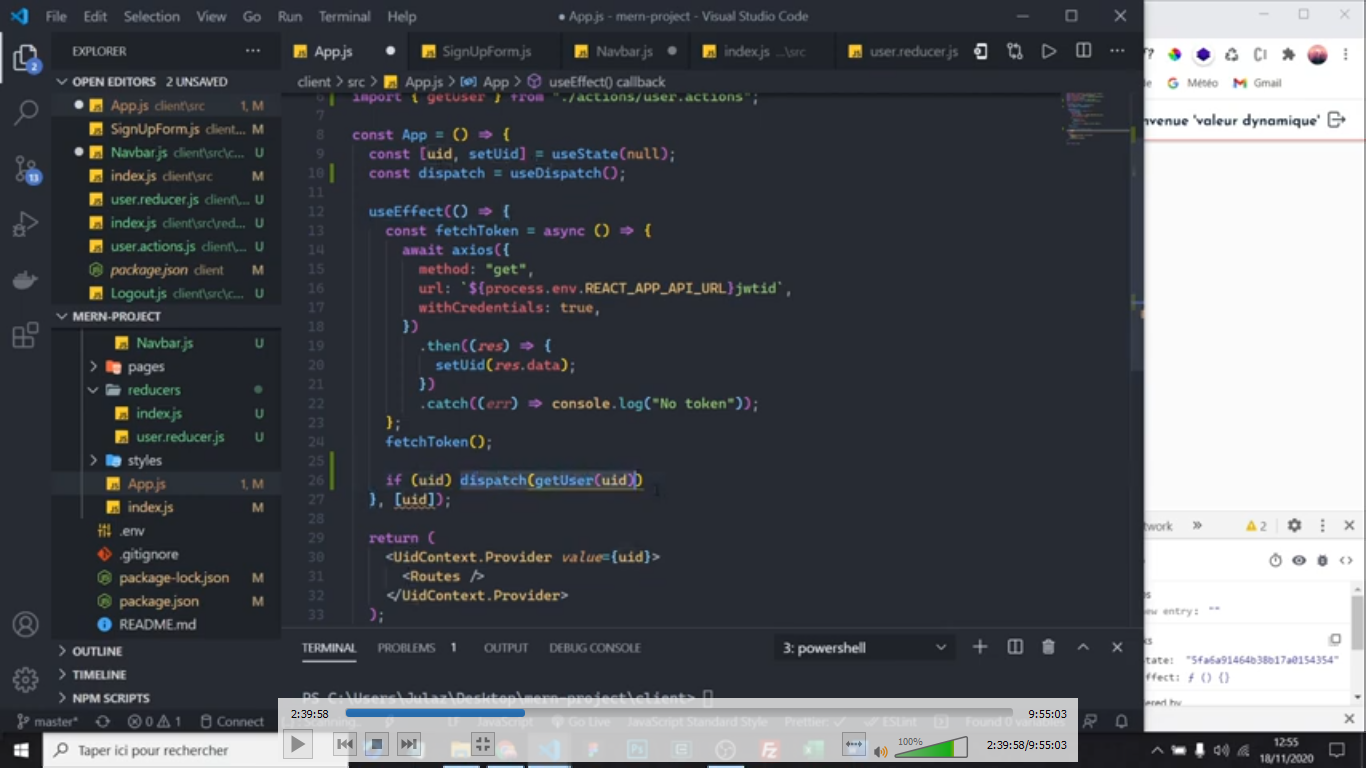 File Edit Selection View Go Run Terminal Help
● App.js - mern-project - Visual Studio Code
EXPLORER
App.js SignUpForm.js Navbar.js index.js ...\src user.reducer.js
Météo Gmail
client > src > App.js > App > useEffect() callback
OPEN EDITORS 2 UNSAVED
App.js client\src 1, M
SignUpForm.js client... M
Navbar.js client\src\c... U
index.js client\src M
user.reducer.js client\... U
index.js client\src\red... U
user.actions.js client\... U
package.json client M
Logout.js client\src\c... U
MERN-PROJECT
Navbar.js U
pages
reducers
index.js U
user.reducer.js U
styles
App.js 1, M
index.js M
.env
.gitignore
package-lock.json M
package.json M
README.md
OUTLINE
TIMELINE
NPM SCRIPTS
6 import { getUser } from "./actions/user.actions";
7
8 const App = () => {
9 const [uid, setUid] = useState(null);
10 const dispatch = useDispatch();
11
12 useEffect(() => {
13 const fetchToken = async () => {
14 await axios({
15 method: "get",
16 url: `${process.env.REACT_APP_API_URL}jwtid`,
17 withCredentials: true,
18 })
19 .then((res) => {
20 setUid(res.data);
21 })
22 .catch((err) => console.log("No token"));
23 };
24 fetchToken();
25
26 if (uid) dispatch(getUser(uid))
27 }, [uid]);
28
29 return (
30 <UidContext.Provider value={uid}>
31 <Routes />
32 </UidContext.Provider>
33 );
TERMINAL PROBLEMS 1 OUTPUT DEBUG CONSOLE 3: powershell
PS C:\Users\Julaz\Desktop\mern-project\client>
nvenue 'valeur dynamique'
twork » 2
ew entry: ""
tate: "5fa6a91464b38b17a0154354"
ffect: ƒ () {}
master* 0 1 Connect
JavaScript Go Live JavaScript Standard Style Prettier: ✓ ESLint Found 0 variables
2:39:58 9:55:03
100% 2:39:58/9:55:03
Taper ici pour rechercher
12:55
18/11/2020